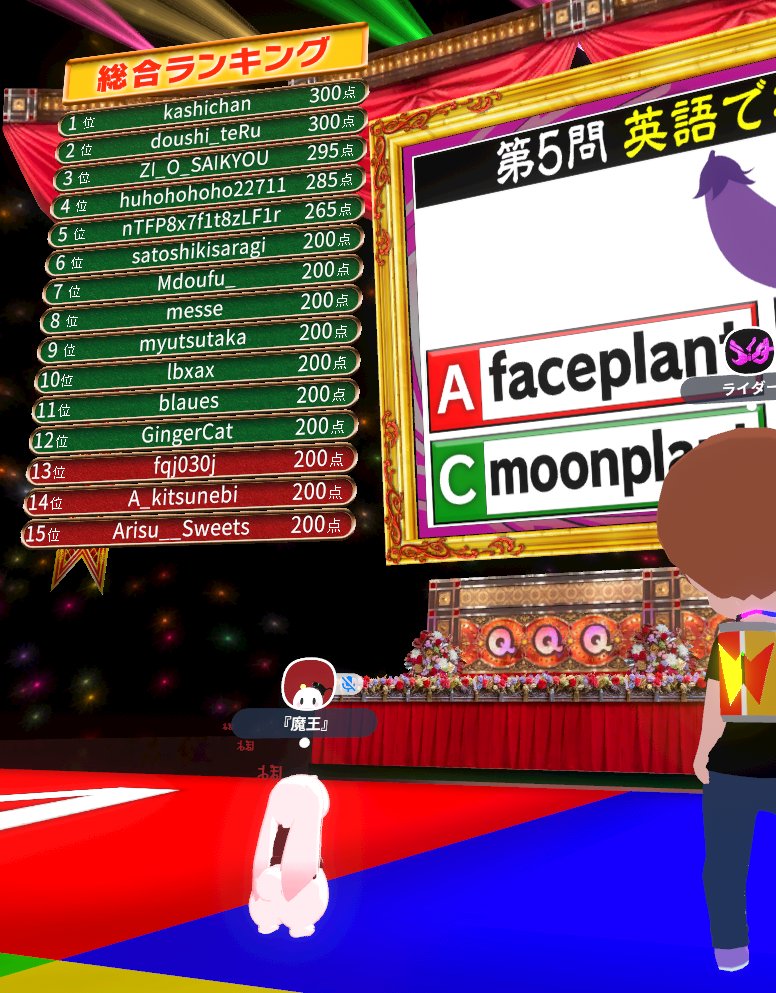 総合ランキング
1位 kashichan 300点
2位 doushi_teRu 300点
3位 ZI_O_SAIKYOU 295点
4位 huhohohoho22711 285点
5位 nTFP8x7f1t8zLF1r 265点
6位 satoshikisaragi 200点
7位 Mdoufu_ 200点
8位 messe 200点
9位 myutsutaka 200点
10位 lbxax 200点
11位 blaues 200点
12位 GingerCat 200点
13位 fqj030j 200点
14位 A_kitsunebi 200点
15位 Arisu__Sweets 200点
第5問 英語で
A faceplant
C moonplant
ライダー
Q Q Q
『魔王』